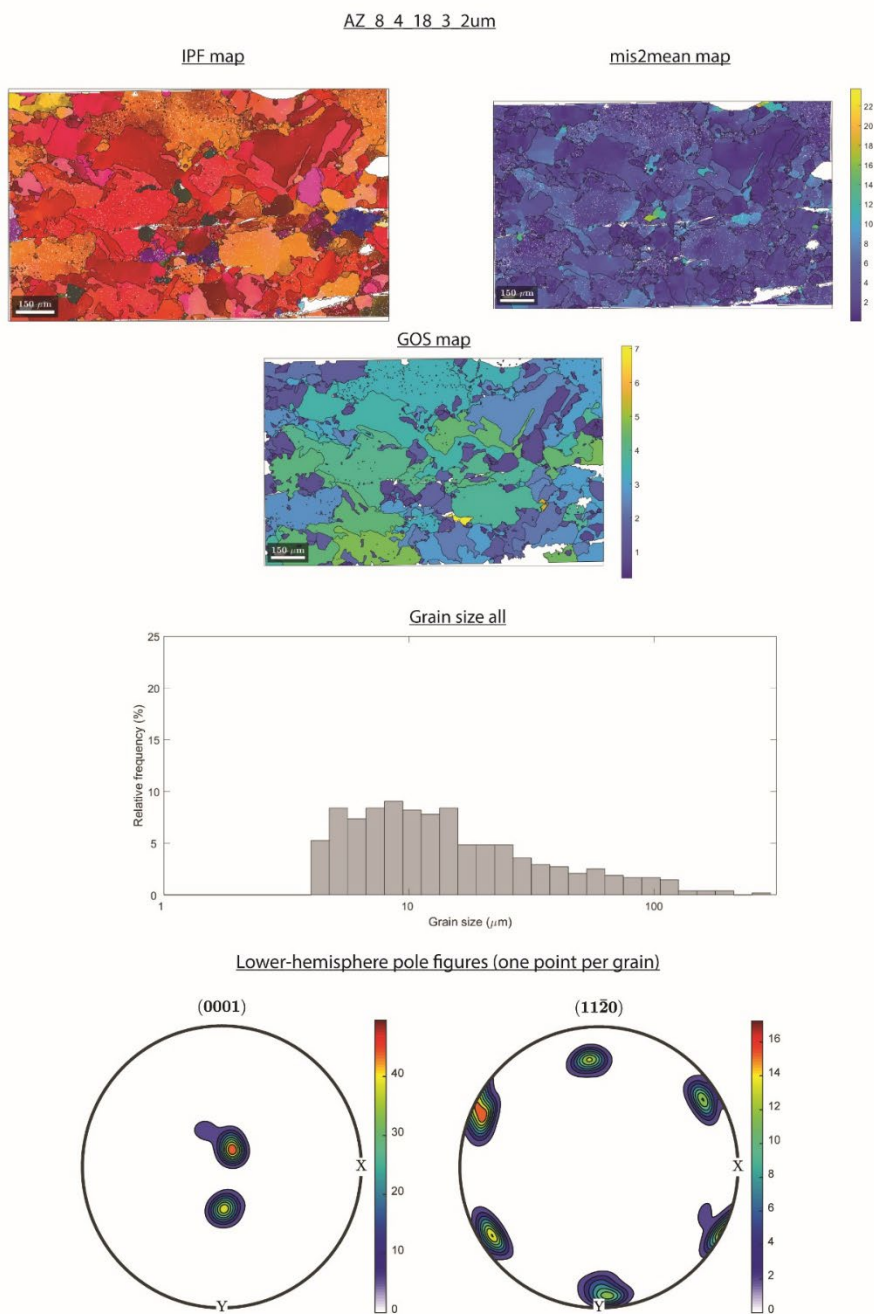 AZ_8_4_18_3_2um
IPF map
mis2mean map
150 μm
22
20
18
16
14
12
10
8
6
4
2
150 μm
GOS map
7
6
5
4
3
2
1
150 μm
Grain size all
25
20
15
10
5
0
Relative frequency (%)
1
10
100
Grain size (μm)
Lower-hemisphere pole figures (one point per grain)
(0001)
X
Y
40
30
20
10
0
(112̄0)
X
Y
16
14
12
10
8
6
4
2
0